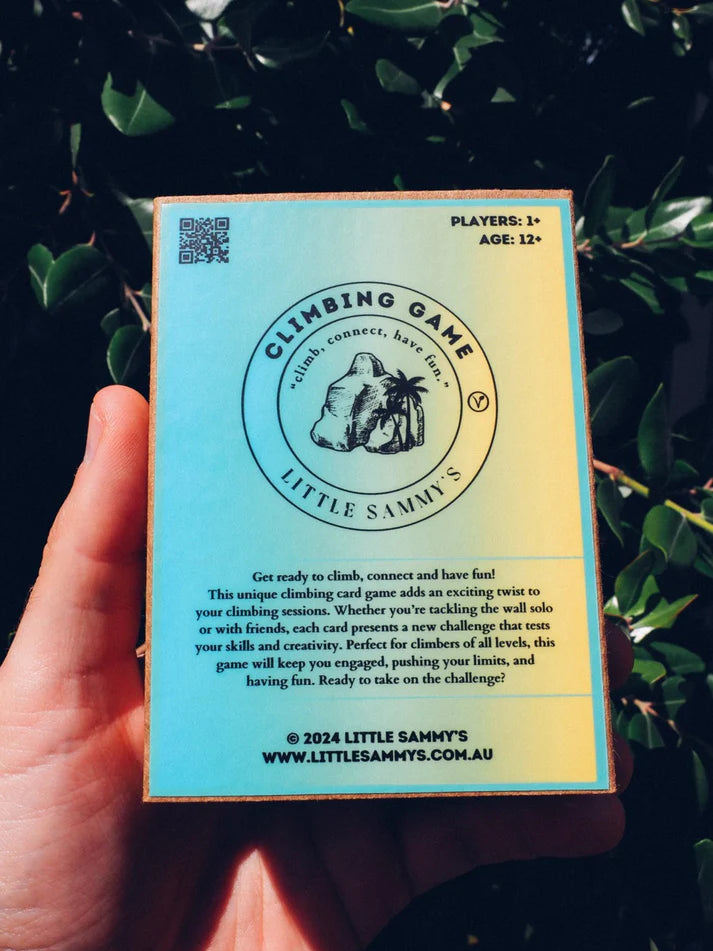 PLAYERS: 1+
AGE: 12+
CLIMBING GAME
“climb, connect, have fun.”
V
LITTLE SAMMY'S
Get ready to climb, connect and have fun!
This unique climbing card game adds an exciting twist to
your climbing sessions. Whether you're tackling the wall solo
or with friends, each card presents a new challenge that tests
your skills and creativity. Perfect for climbers of all levels, this
game will keep you engaged, pushing your limits, and
having fun. Ready to take on the challenge?
© 2024 LITTLE SAMMY'S
WWW.LITTLESAMMYS.COM.AU